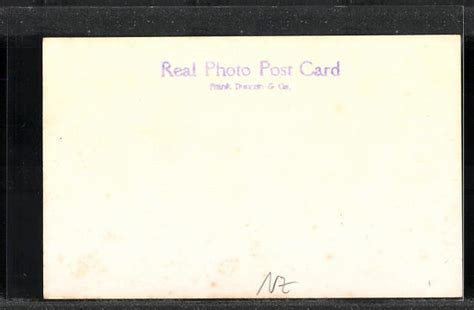 Real Photo Post Card
Frank Duncan & Co.
NZ